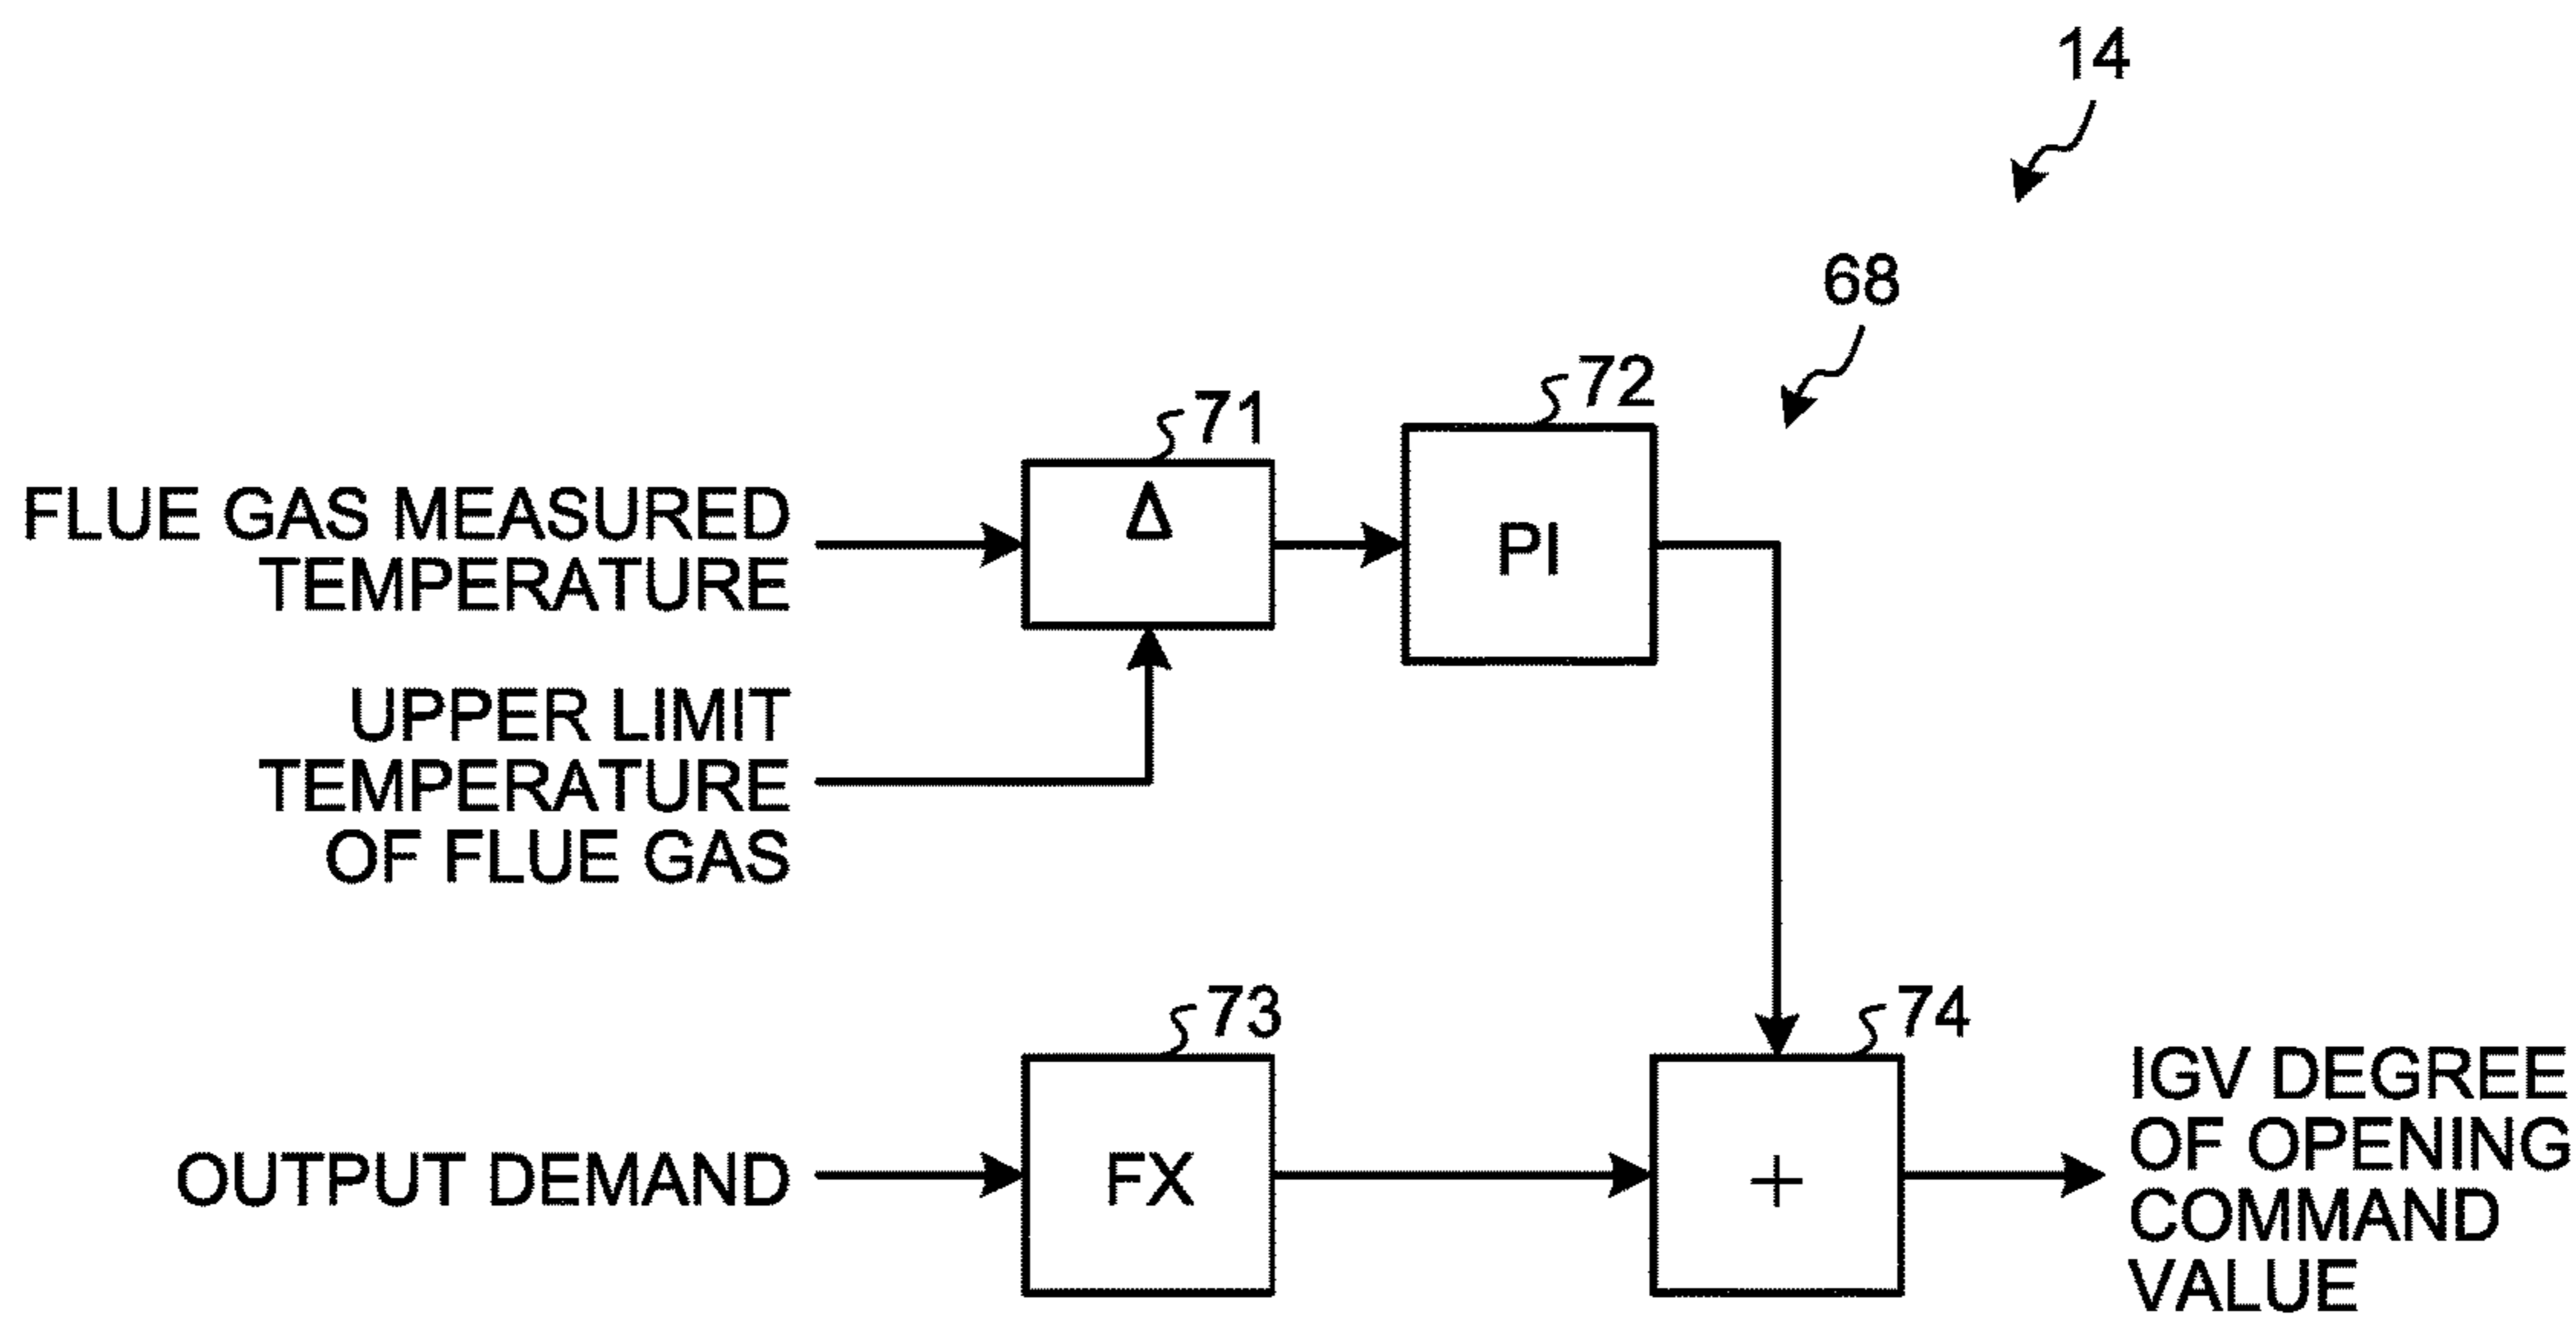 14
68
72
71
FLUE GAS MEASURED
TEMPERATURE
Δ
PI
UPPER LIMIT
TEMPERATURE
OF FLUE GAS
73
74
OUTPUT DEMAND
FX
+
IGV DEGREE
OF OPENING
COMMAND
VALUE